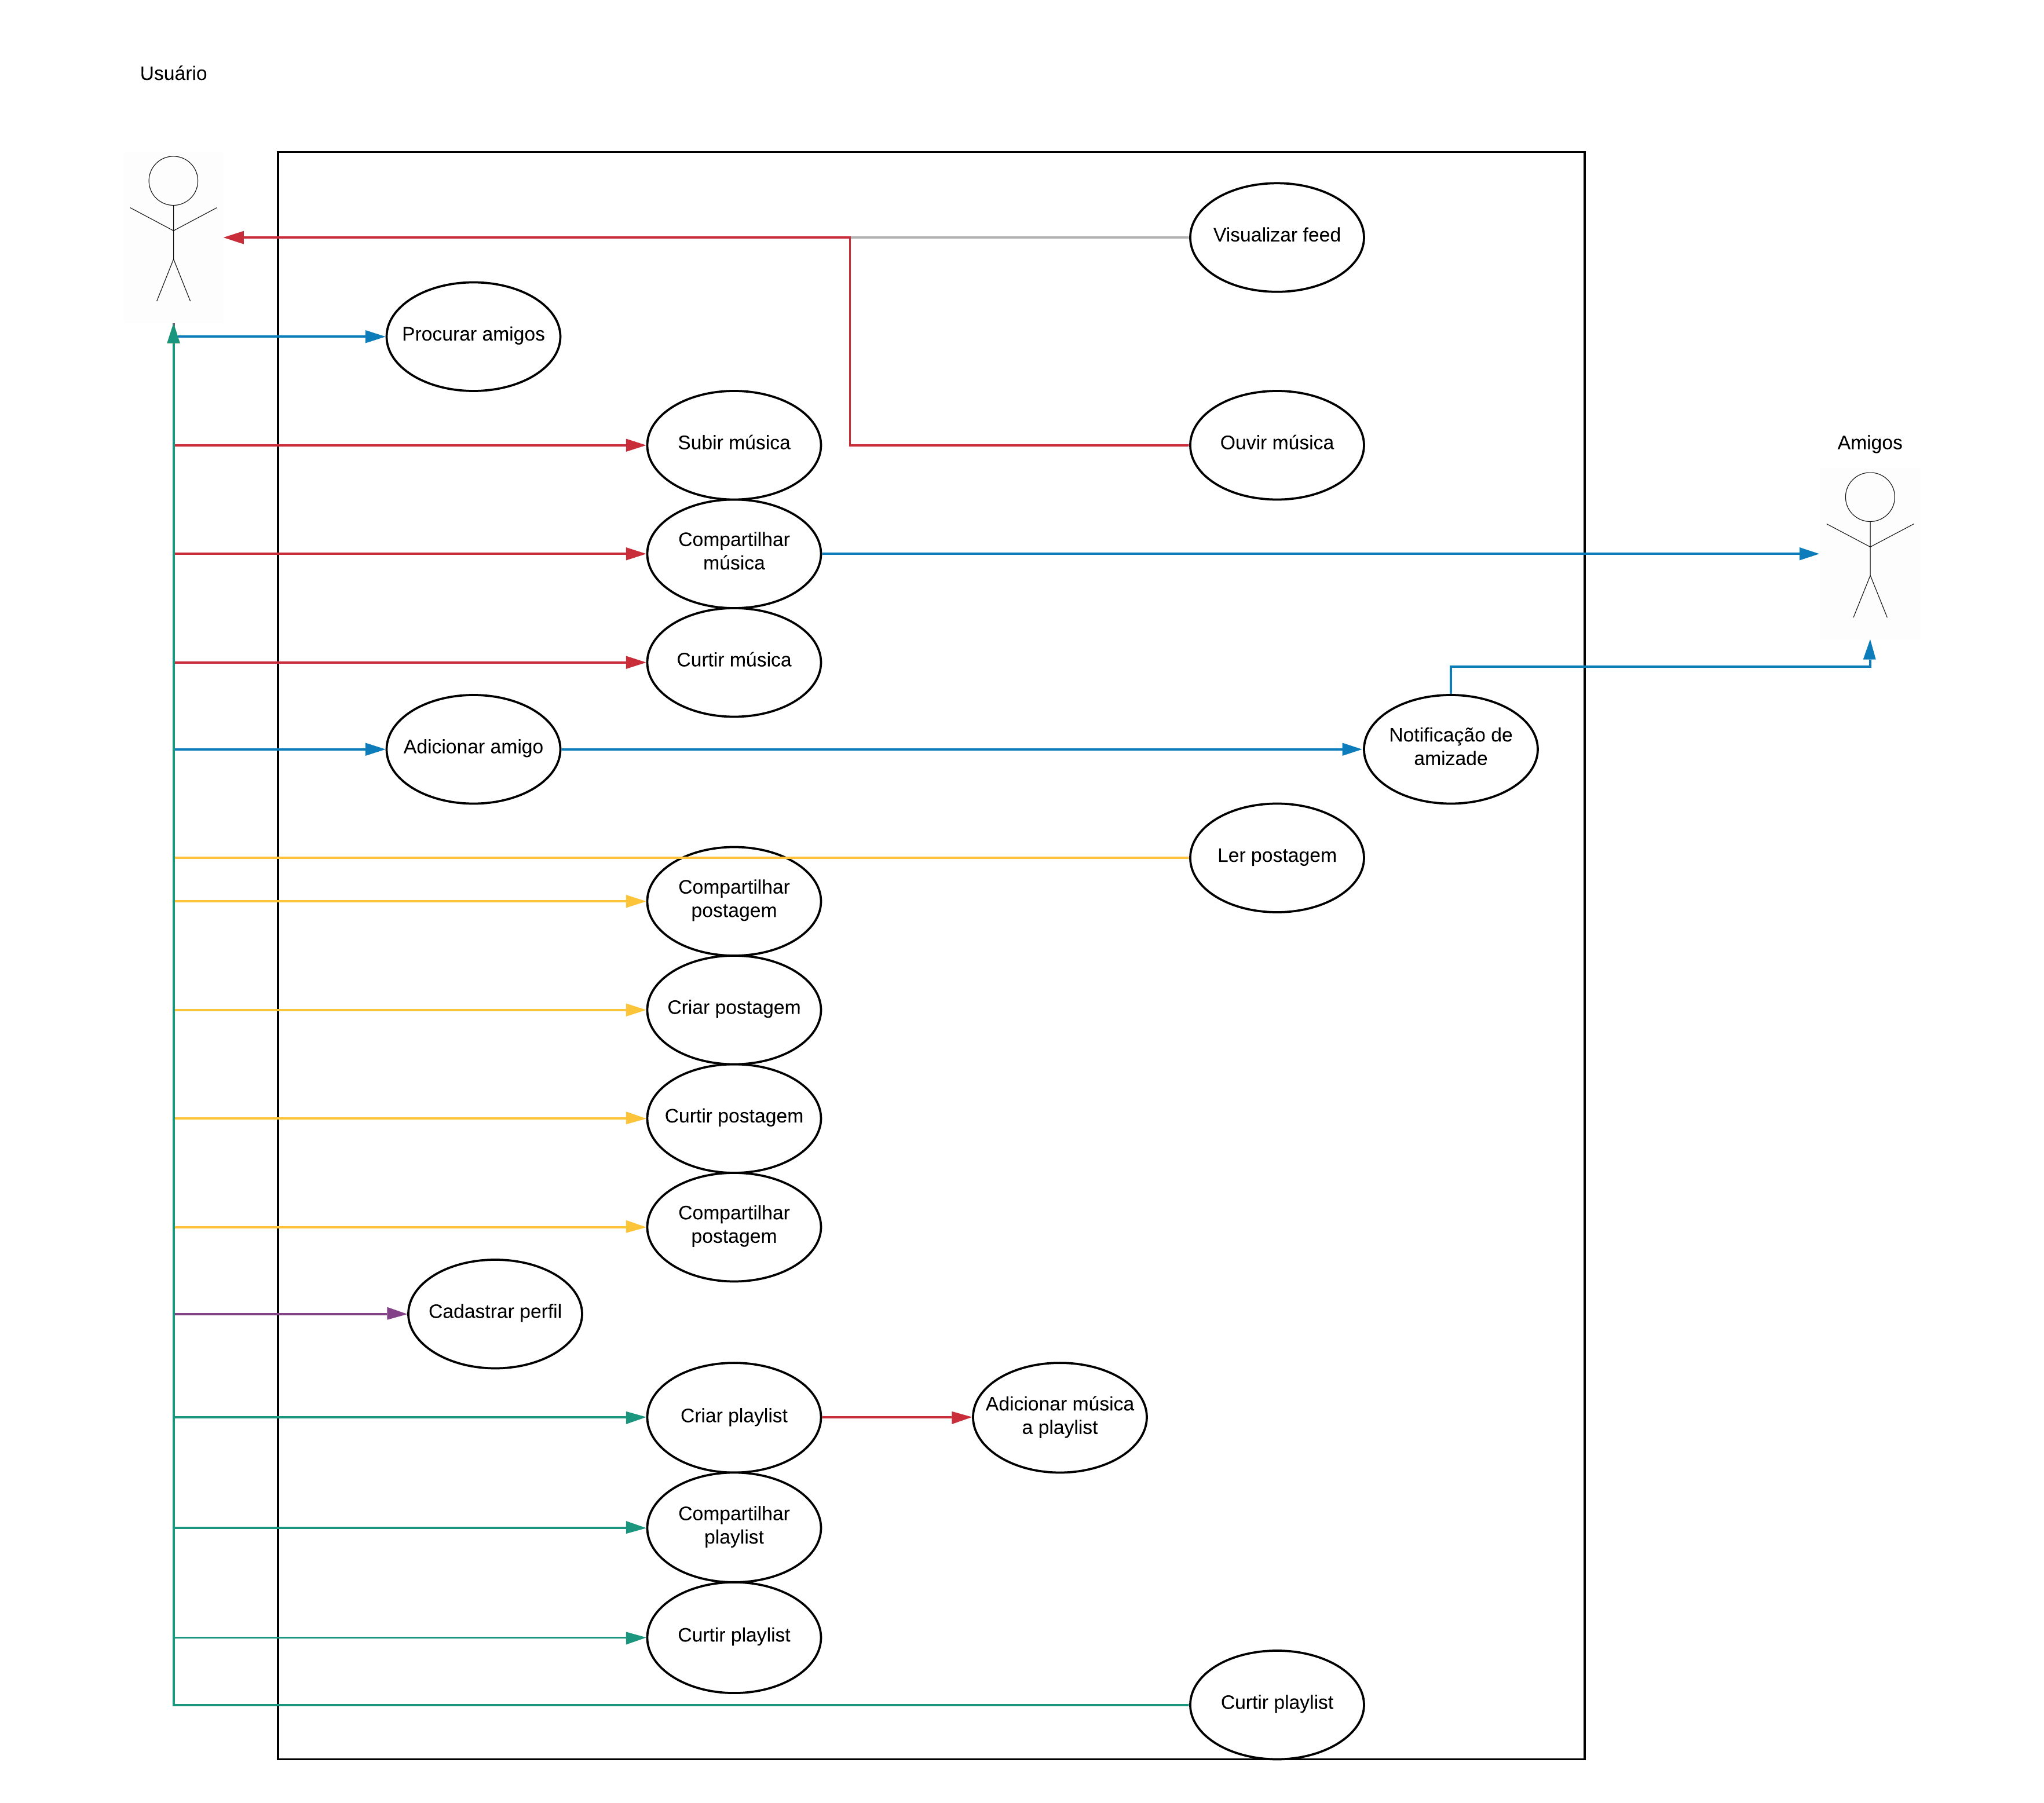 Usuário
Visualizar feed
Procurar amigos
Subir música
Ouvir música
Amigos
Compartilhar
música
Curtir música
Adicionar amigo
Notificação de
amizade
Ler postagem
Compartilhar
postagem
Criar postagem
Curtir postagem
Compartilhar
postagem
Cadastrar perfil
Criar playlist
Adicionar música
a playlist
Compartilhar
playlist
Curtir playlist
Curtir playlist